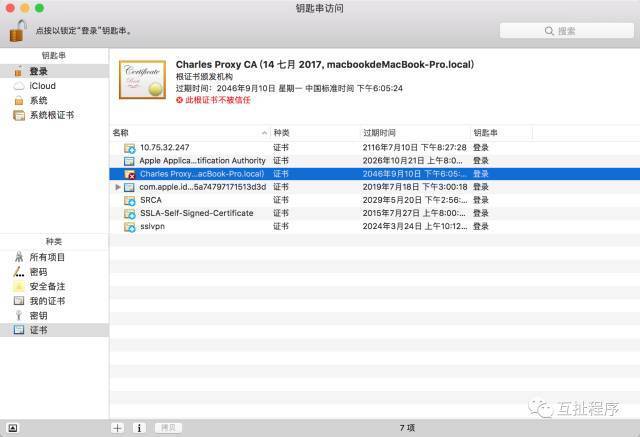 钥匙串访问
点按以锁定“登录”钥匙串。
搜索
钥匙串
登录
iCloud
系统
系统根证书
Charles Proxy CA (14 七月 2017, macbookdeMacBook-Pro.local)
根证书颁发机构
过期时间：2046年9月10日 星期一 中国标准时间 下午6:05:24
此根证书不被信任
名称 种类 过期时间 钥匙串
10.75.32.247 证书 2116年7月10日 下午8:27:28 登录
Apple Applica...tification Authority 证书 2026年10月21日 上午8:0... 登录
Charles Proxy...acBook-Pro.local) 证书 2046年9月10日 下午6:05:... 登录
com.apple.id...5a74797171513d3d 证书 2019年7月18日 下午3:00:18 登录
SRCA 证书 2029年5月20日 下午2:56:... 登录
SSLA-Self-Signed-Certificate 证书 2015年7月27日 上午8:00:... 登录
sslvpn 证书 2024年3月24日 上午10:12... 登录
种类
所有项目
密码
安全备注
我的证书
密钥
证书
拷贝
7 项
互扯程序